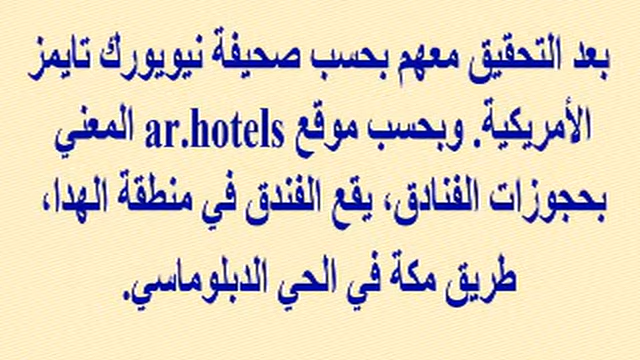 بعد التحقيق معهم بحسب صحيفة نيويورك تايمز
الأمريكية. وبحسب موقع ar.hotels المعني
بحجوزات الفنادق، يقع الفندق في منطقة الهدا،
طريق مكة في الحي الدبلوماسي.